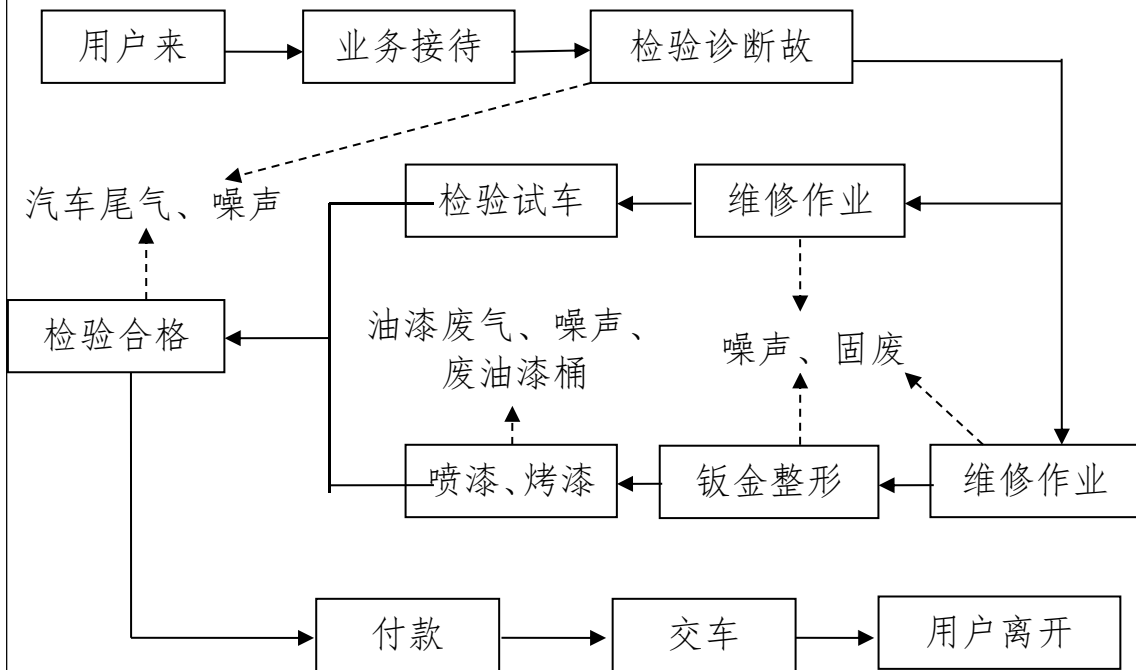 用户来
业务接待
检验诊断故
汽车尾气、噪声
检验试车
维修作业
检验合格
油漆废气、噪声、
废油漆桶
噪声、固废
喷漆、烤漆
钣金整形
维修作业
付款
交车
用户离开